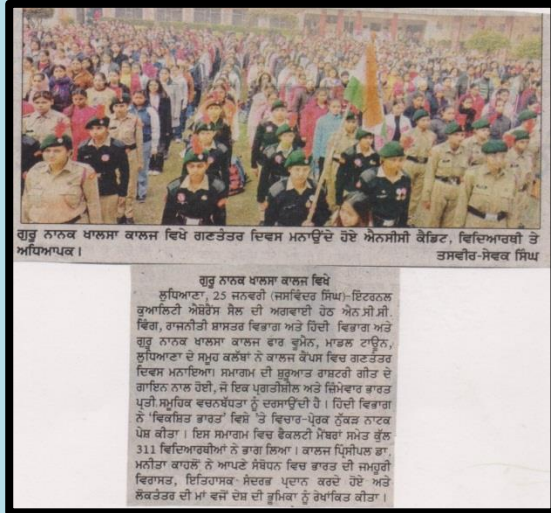 ਗੁਰੂ ਨਾਨਕ ਖਾਲਸਾ ਕਾਲਜ ਵਿਖੇ ਗਣਤੰਤਰ ਦਿਵਸ ਮਨਾਉਂਦੇ ਹੋਏ ਐਨਸੀਸੀ ਕੈਡਿਟ, ਵਿਦਿਆਰਥੀ ਤੇ
ਅਧਿਆਪਕ। ਤਸਵੀਰ-ਸੇਵਕ ਸਿੰਘ
ਗੁਰੂ ਨਾਨਕ ਖਾਲਸਾ ਕਾਲਜ ਵਿਖੇ
ਲੁਧਿਆਣਾ, 25 ਜਨਵਰੀ (ਜਸਵਿੰਦਰ ਸਿੰਘ)-ਇੰਟਰਨਲ
ਕੁਆਲਿਟੀ ਐਸ਼ੋਰੈਂਸ ਸੈਲ ਦੀ ਅਗਵਾਈ ਹੇਠ ਐਨ.ਸੀ.ਸੀ.
ਵਿੰਗ, ਰਾਜਨੀਤੀ ਸ਼ਾਸਤਰ ਵਿਭਾਗ ਅਤੇ ਹਿੰਦੀ ਵਿਭਾਗ ਅਤੇ
ਗੁਰੂ ਨਾਨਕ ਖਾਲਸਾ ਕਾਲਜ ਫਾਰ ਵੂਮੈਨ, ਮਾਡਲ ਟਾਊਨ,
ਲੁਧਿਆਣਾ ਦੇ ਸਮੂਹ ਕਲੱਬਾਂ ਨੇ ਕਾਲਜ ਕੈਂਪਸ ਵਿਚ ਗਣਤੰਤਰ
ਦਿਵਸ ਮਨਾਇਆ। ਸਮਾਗਮ ਦੀ ਸ਼ੁਰੂਆਤ ਰਾਸ਼ਟਰੀ ਗੀਤ ਦੇ
ਗਾਇਨ ਨਾਲ ਹੋਈ, ਜੋ ਇਕ ਪ੍ਰਗਤੀਸ਼ੀਲ ਅਤੇ ਜ਼ਿੰਮੇਵਾਰ ਭਾਰਤ
ਪ੍ਰਤੀ ਸਮੂਹਿਕ ਵਚਨਬੱਧਤਾ ਨੂੰ ਦਰਸਾਉਂਦੀ ਹੈ। ਹਿੰਦੀ ਵਿਭਾਗ
ਨੇ 'ਵਿਕਸ਼ਿਤ ਭਾਰਤ' ਵਿਸ਼ੇ 'ਤੇ ਵਿਚਾਰ-ਪ੍ਰੇਰਕ ਨੁੱਕੜ ਨਾਟਕ
ਪੇਸ਼ ਕੀਤਾ। ਇਸ ਸਮਾਗਮ ਵਿਚ ਫੈਕਲਟੀ ਮੈਂਬਰਾਂ ਸਮੇਤ ਕੁੱਲ
311 ਵਿਦਿਆਰਥੀਆਂ ਨੇ ਭਾਗ ਲਿਆ। ਕਾਲਜ ਪ੍ਰਿੰਸੀਪਲ ਡਾ.
ਮਨੀਤਾ ਕਾਹਲੋਂ ਨੇ ਆਪਣੇ ਸੰਬੋਧਨ ਵਿਚ ਭਾਰਤ ਦੀ ਜਮਹੂਰੀ
ਵਿਰਾਸਤ, ਇਤਿਹਾਸਕ ਸੰਦਰਭ ਪ੍ਰਦਾਨ ਕਰਦੇ ਹੋਏ ਅਤੇ
ਲੋਕਤੰਤਰ ਦੀ ਮਾਂ ਵਜੋਂ ਦੇਸ਼ ਦੀ ਭੂਮਿਕਾ ਨੂੰ ਰੇਖਾਂਕਿਤ ਕੀਤਾ।